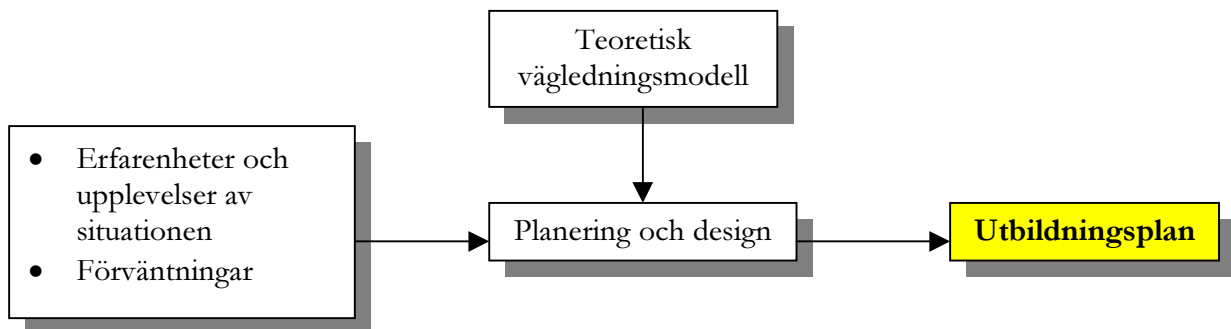 Teoretisk
vägledningsmodell
• Erfarenheter och
upplevelser av
situationen
• Förväntningar
Planering och design
Utbildningsplan